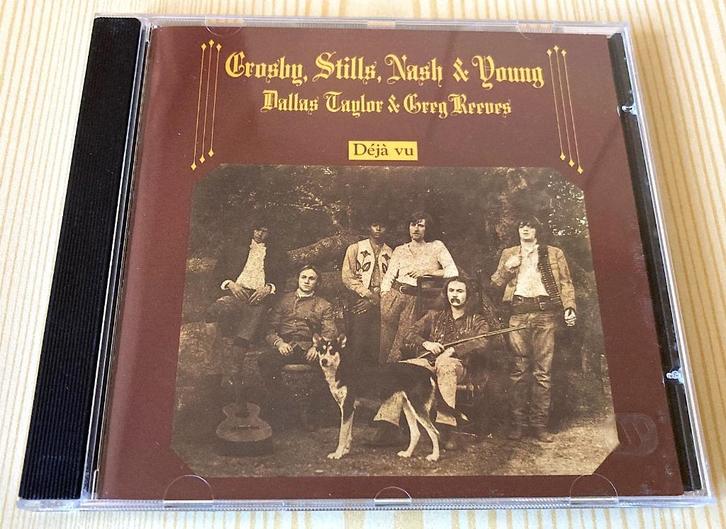 Crosby, Stills, Nash & Young
Dallas Taylor & Greg Reeves
Déjà vu